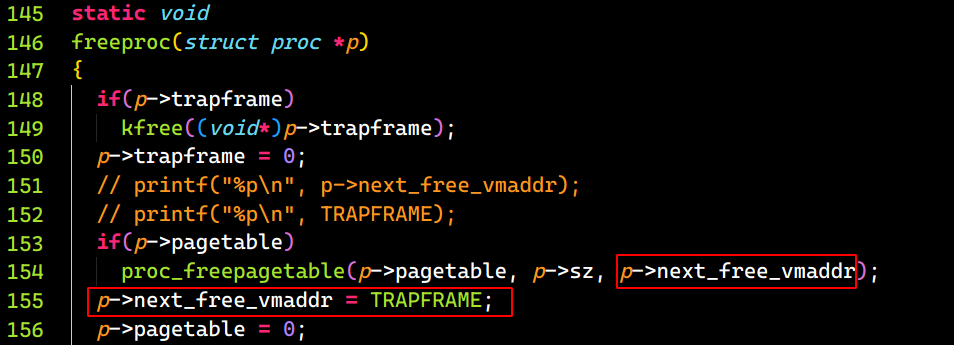 145 static void
146 freeproc(struct proc *p)
147 {
148   if(p->trapframe)
149     kfree((void*)p->trapframe);
150   p->trapframe = 0;
151   // printf("%p\n", p->next_free_vmaddr);
152   // printf("%p\n", TRAPFRAME);
153   if(p->pagetable)
154     proc_freepagetable(p->pagetable, p->sz, p->next_free_vmaddr);
155   p->next_free_vmaddr = TRAPFRAME;
156   p->pagetable = 0;